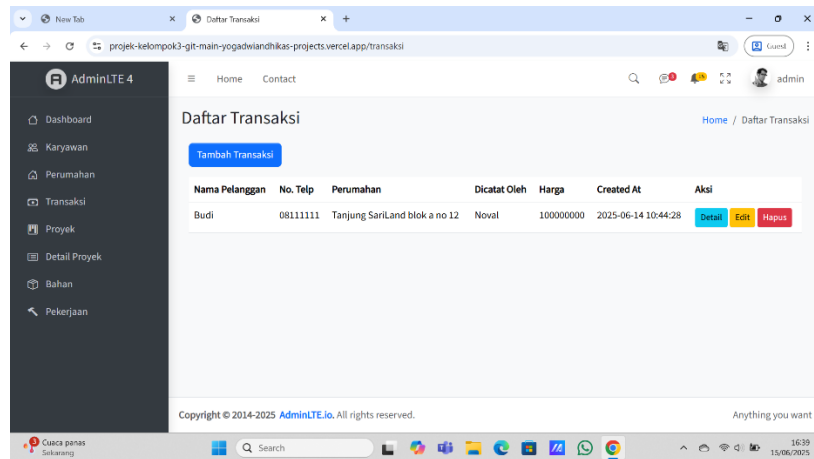 New Tab
Daftar Transaksi
projek-kelompok3-git-main-yogadwiandhikas-projects.vercel.app/transaksi
Guest
AdminLTE 4
Home Contact
3
15
admin
Dashboard
Karyawan
Perumahan
Transaksi
Proyek
Detail Proyek
Bahan
Pekerjaan
Daftar Transaksi
Home / Daftar Transaksi
Tambah Transaksi
Nama Pelanggan No. Telp Perumahan Dicatat Oleh Harga Created At Aksi
Budi 08111111 Tanjung SariLand blok a no 12 Noval 100000000 2025-06-14 10:44:28 Detail Edit Hapus
Copyright © 2014-2025 AdminLTE.io. All rights reserved.
Anything you want
3
Cuaca panas
Sekarang
Search
16:39
15/06/2025